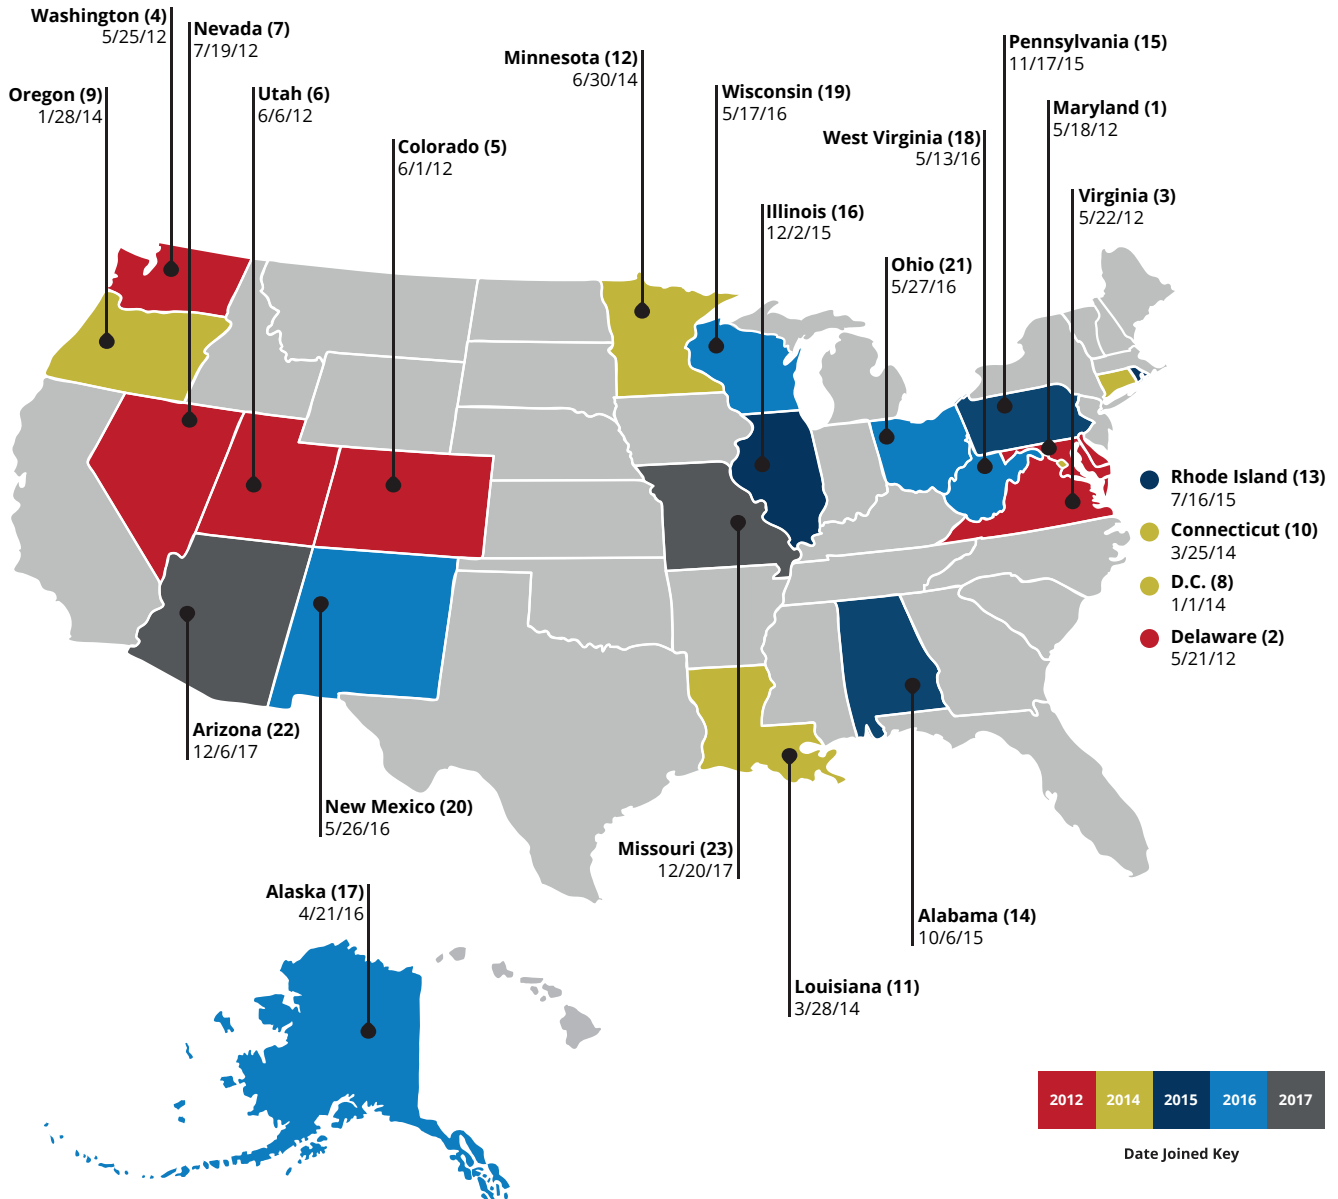 Washington (4)
5/25/12
Nevada (7)
7/19/12
Oregon (9)
1/28/14
Utah (6)
6/6/12
Colorado (5)
6/1/12
Minnesota (12)
6/30/14
Wisconsin (19)
5/17/16
Illinois (16)
12/2/15
West Virginia (18)
5/13/16
Ohio (21)
5/27/16
Pennsylvania (15)
11/17/15
Maryland (1)
5/18/12
Virginia (3)
5/22/12
Rhode Island (13)
7/16/15
Connecticut (10)
3/25/14
D.C. (8)
1/1/14
Delaware (2)
5/21/12
Arizona (22)
12/6/17
New Mexico (20)
5/26/16
Missouri (23)
12/20/17
Alaska (17)
4/21/16
Alabama (14)
10/6/15
Louisiana (11)
3/28/14
2012 2014 2015 2016 2017
Date Joined Key